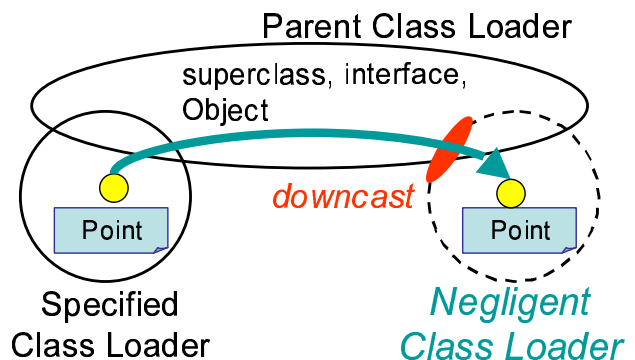 Parent Class Loader
superclass, interface,
Object
downcast
Point
Point
Specified
Class Loader
Negligent
Class Loader